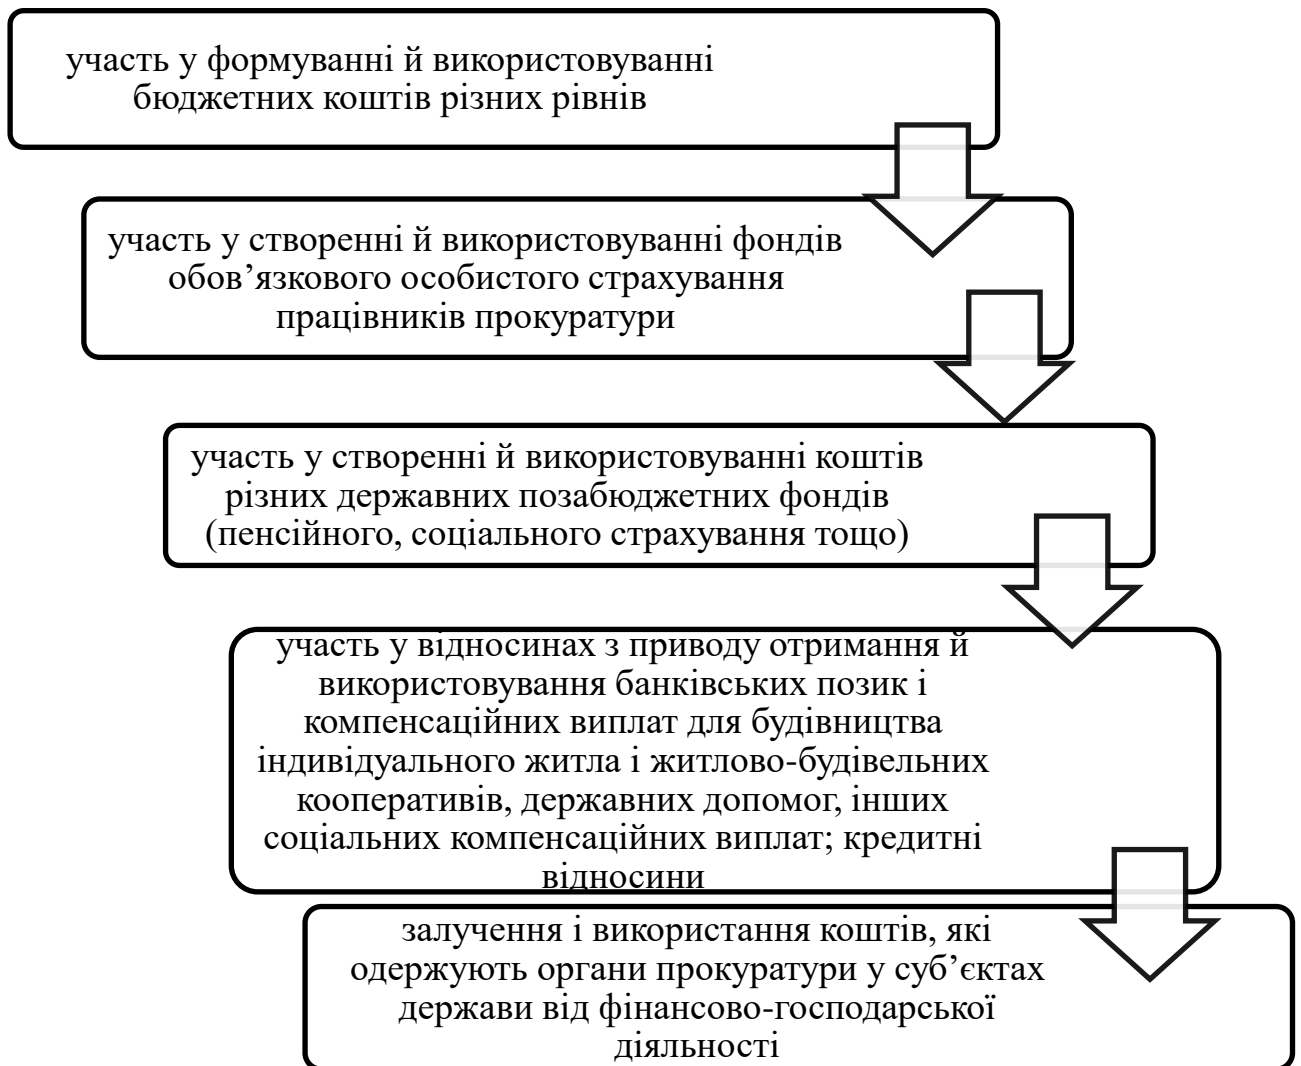 участь у формуванні й використовуванні
бюджетних коштів різних рівнів
участь у створенні й використовуванні фондів
обов’язкового особистого страхування
працівників прокуратури
участь у створенні й використовуванні коштів
різних державних позабюджетних фондів
(пенсійного, соціального страхування тощо)
участь у відносинах з приводу отримання й
використовування банківських позик і
компенсаційних виплат для будівництва
індивідуального житла і житлово-будівельних
кооперативів, державних допомог, інших
соціальних компенсаційних виплат; кредитні
відносини
залучення і використання коштів, які
одержують органи прокуратури у суб’єктах
держави від фінансово-господарської
діяльності